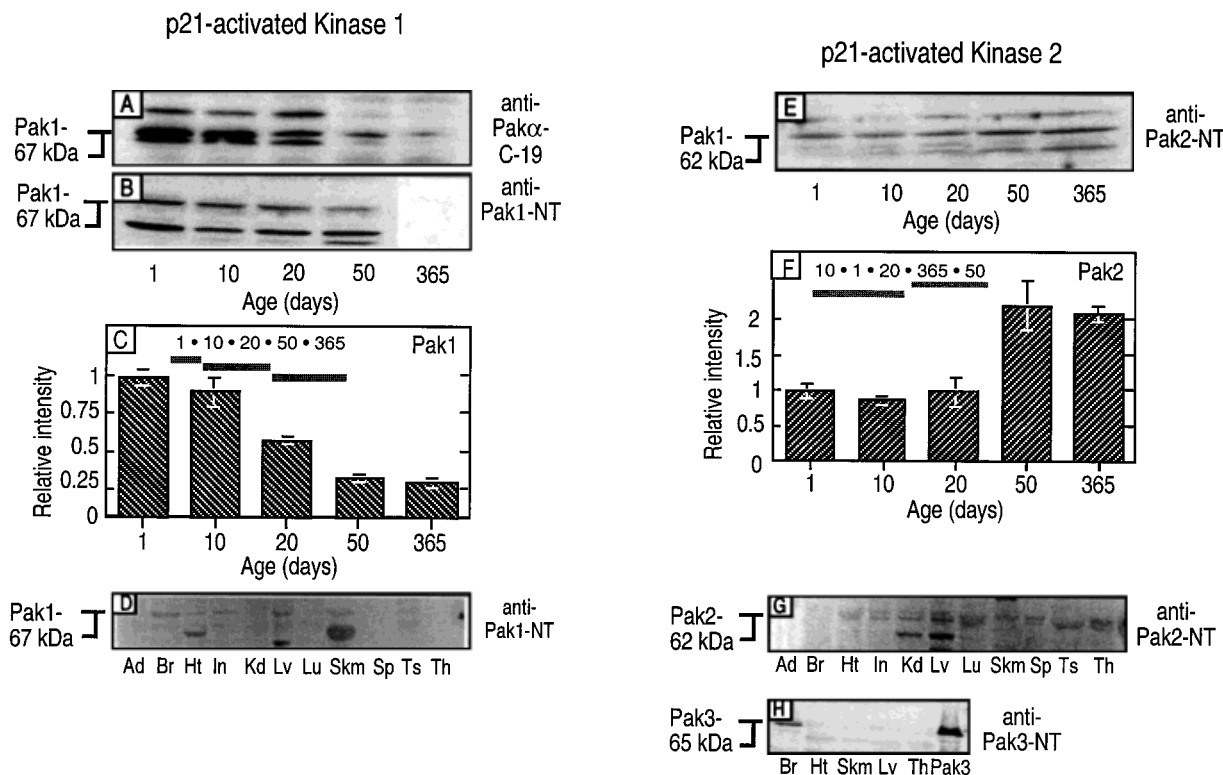 p21-activated Kinase 1
A
Pak1-
67 kDa
anti-
Pakα-
C-19
B
Pak1-
67 kDa
anti-
Pak1-NT
1 10 20 50 365
Age (days)
C
1 • 10 • 20 • 50 • 365
Pak1
Relative intensity
1
0.75
0.5
0.25
0
1 10 20 50 365
Age (days)
D
Pak1-
67 kDa
anti-
Pak1-NT
Ad Br Ht In Kd Lv Lu Skm Sp Ts Th
p21-activated Kinase 2
E
Pak1-
62 kDa
anti-
Pak2-NT
1 10 20 50 365
Age (days)
F
10 • 1 • 20 • 365 • 50
Pak2
Relative intensity
2
1.5
1
0.5
0
1 10 20 50 365
Age (days)
G
Pak2-
62 kDa
anti-
Pak2-NT
Ad Br Ht In Kd Lv Lu Skm Sp Ts Th
H
Pak3-
65 kDa
anti-
Pak3-NT
Br Ht Skm Lv Th Pak3